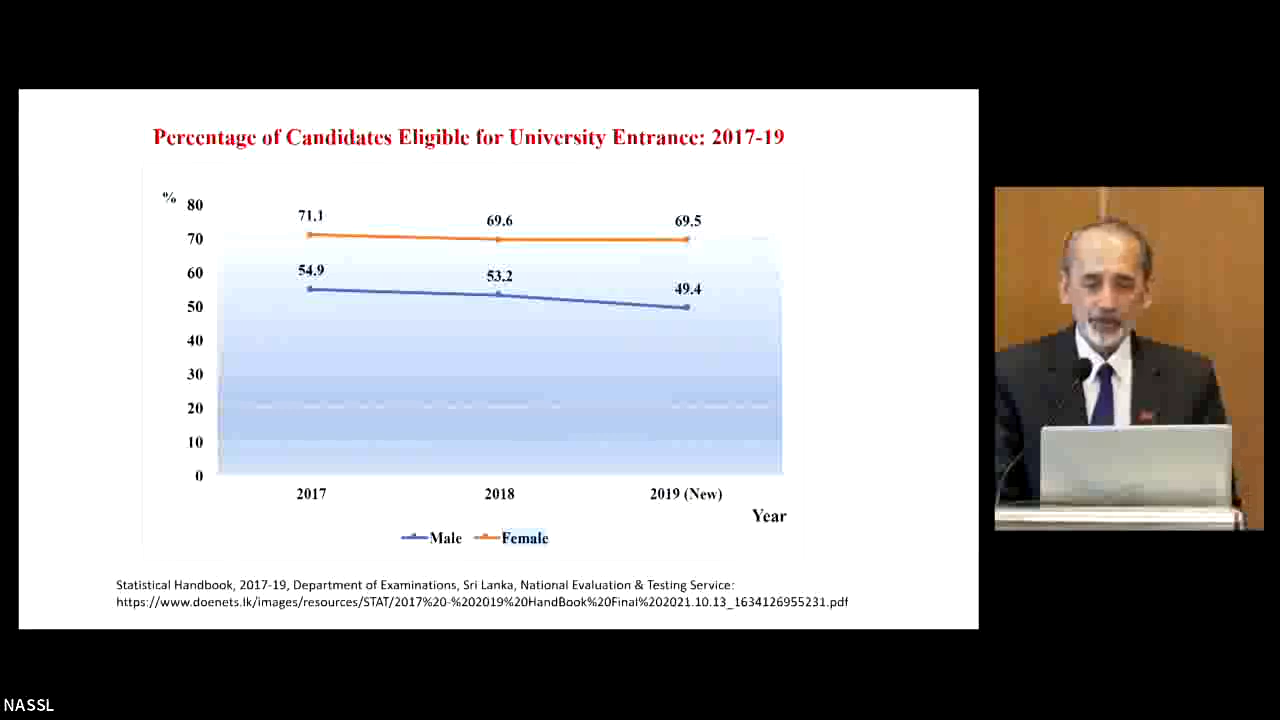 Percentage of Candidates Eligible for University Entrance: 2017-19
%
80
70
60
50
40
30
20
10
0
71.1
69.6
69.5
54.9
53.2
49.4
2017
2018
2019 (New)
Year
Male
Female
Statistical Handbook, 2017-19, Department of Examinations, Sri Lanka, National Evaluation & Testing Service:
https://www.doenets.lk/images/resources/STAT/2017%20-%202019%20HandBook%20Final%202021.10.13_1634126955231.pdf
NASSL